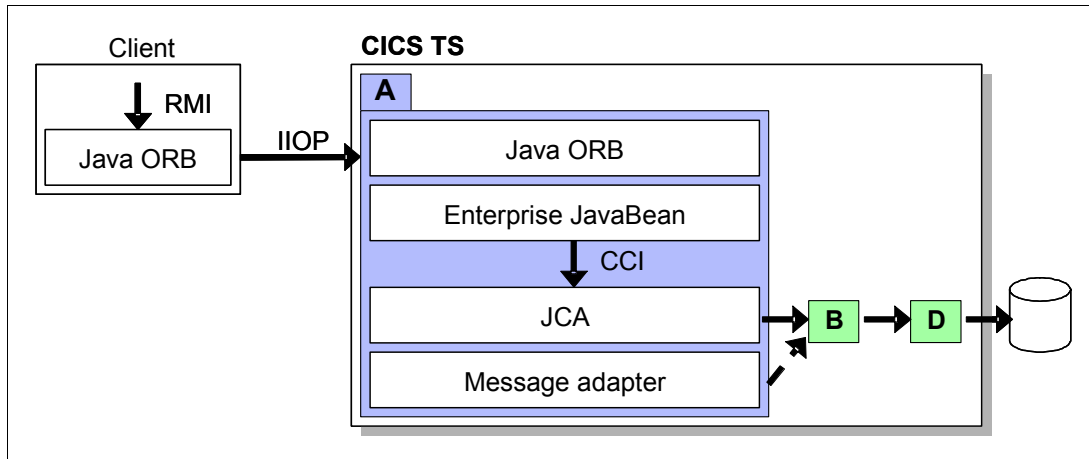 Client
CICS TS
RMI
Java ORB
IIOP
A
Java ORB
Enterprise JavaBean
CCI
JCA
B
D
Message adapter